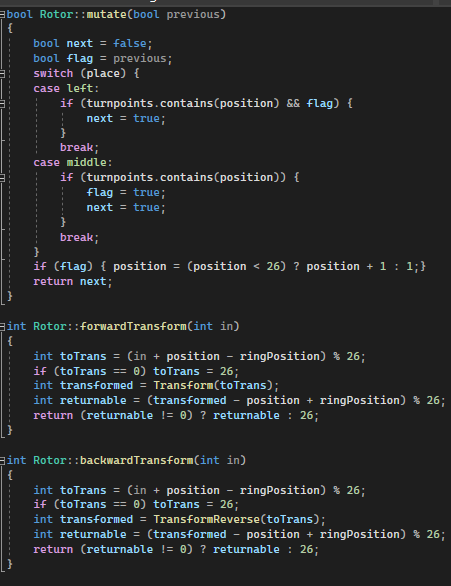 bool Rotor::mutate(bool previous)
{
    bool next = false;
    bool flag = previous;
    switch (place) {
    case left:
        if (turnpoints.contains(position) && flag) {
            next = true;
        }
        break;
    case middle:
        if (turnpoints.contains(position)) {
            flag = true;
            next = true;
        }
        break;
    }
    if (flag) { position = (position < 26) ? position + 1 : 1;}
    return next;
}

int Rotor::forwardTransform(int in)
{
    int toTrans = (in + position - ringPosition) % 26;
    if (toTrans == 0) toTrans = 26;
    int transformed = Transform(toTrans);
    int returnable = (transformed - position + ringPosition) % 26;
    return (returnable != 0) ? returnable : 26;
}

int Rotor::backwardTransform(int in)
{
    int toTrans = (in + position - ringPosition) % 26;
    if (toTrans == 0) toTrans = 26;
    int transformed = TransformReverse(toTrans);
    int returnable = (transformed - position + ringPosition) % 26;
    return (returnable != 0) ? returnable : 26;
}